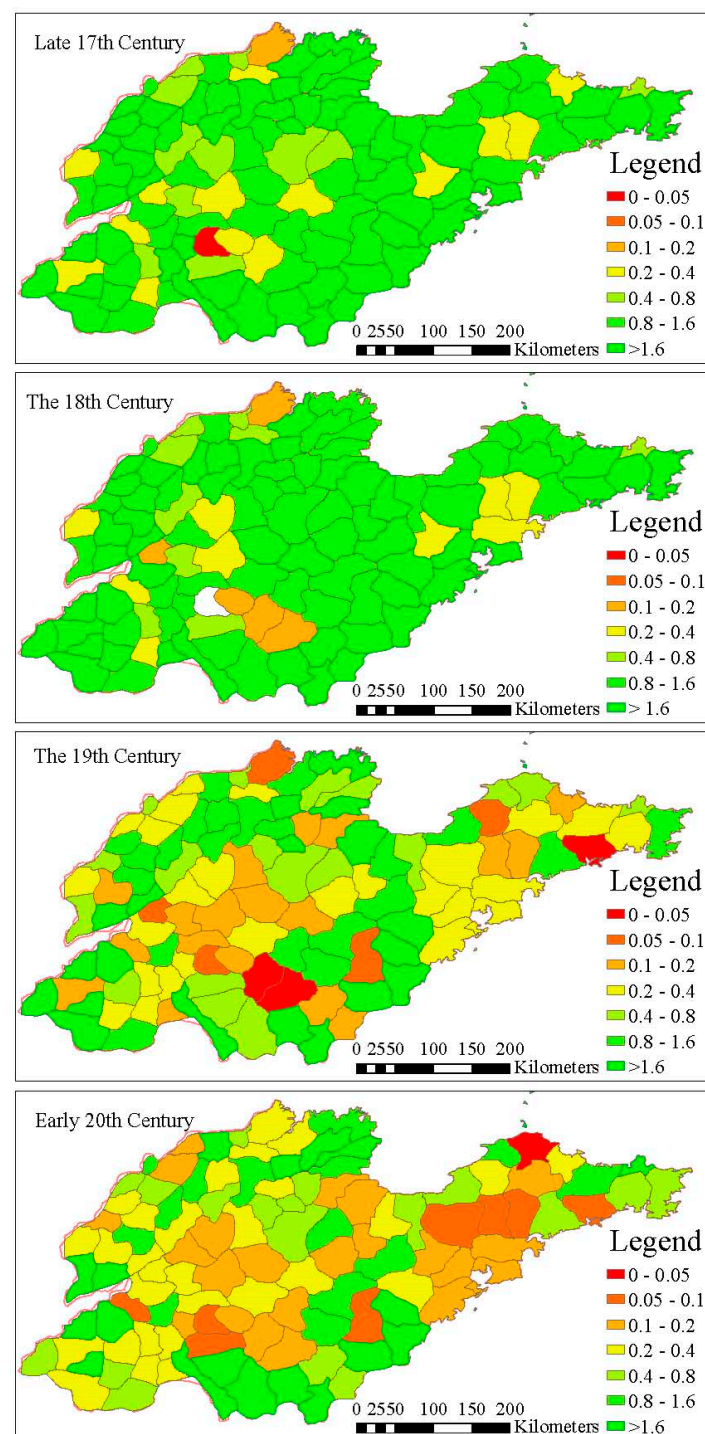 Late 17th Century
Legend
0 - 0.05
0.05 - 0.1
0.1 - 0.2
0.2 - 0.4
0.4 - 0.8
0.8 - 1.6
>1.6
0 2550 100 150 200
Kilometers
The 18th Century
Legend
0 - 0.05
0.05 - 0.1
0.1 - 0.2
0.2 - 0.4
0.4 - 0.8
0.8 - 1.6
> 1.6
0 2550 100 150 200
Kilometers
The 19th Century
Legend
0 - 0.05
0.05 - 0.1
0.1 - 0.2
0.2 - 0.4
0.4 - 0.8
0.8 - 1.6
>1.6
0 2550 100 150 200
Kilometers
Early 20th Century
Legend
0 - 0.05
0.05 - 0.1
0.1 - 0.2
0.2 - 0.4
0.4 - 0.8
0.8 - 1.6
>1.6
0 2550 100 150 200
Kilometers